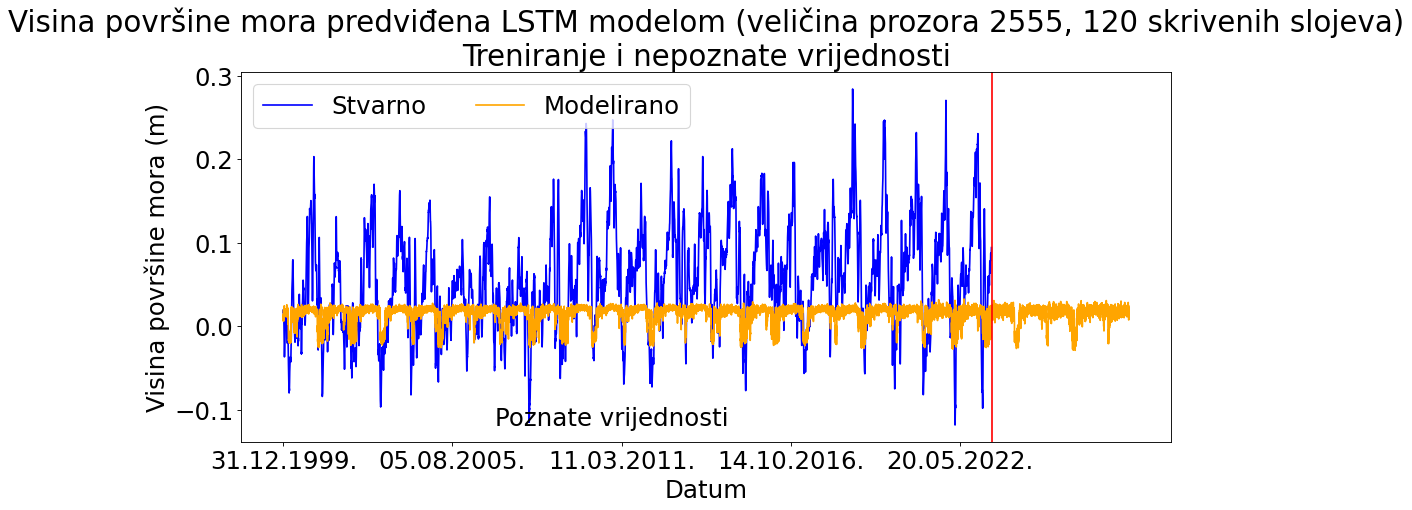 Visina površine mora predviđena LSTM modelom (veličina prozora 2555, 120 skrivenih slojeva)
Treniranje i nepoznate vrijednosti
Stvarno
Modelirano
Visina površine mora (m)
0.3
0.2
0.1
0.0
−0.1
Poznate vrijednosti
31.12.1999.
05.08.2005.
11.03.2011.
14.10.2016.
20.05.2022.
Datum